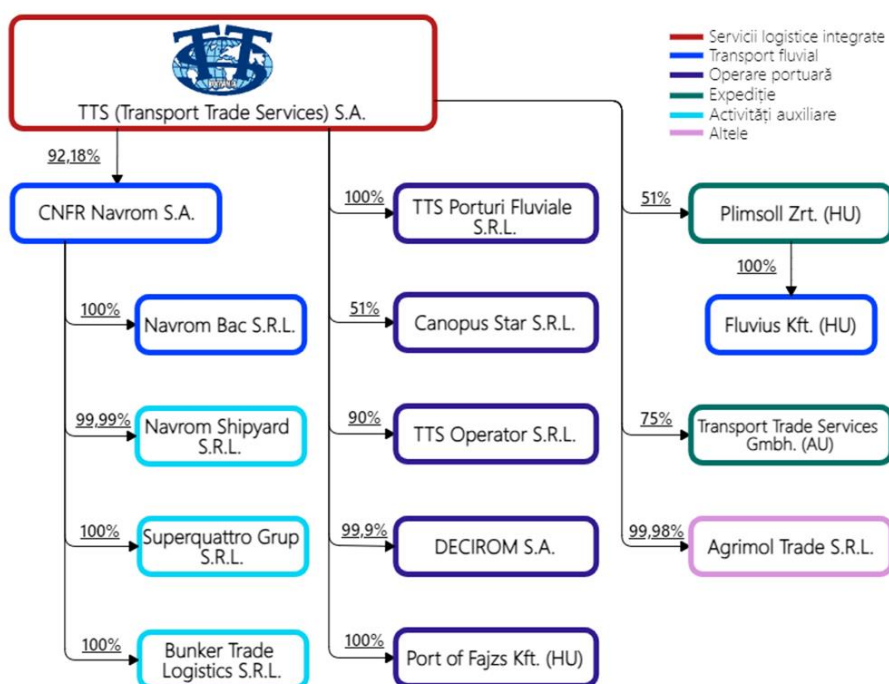 TTS (Transport Trade Services) S.A.
Servicii logistice integrate
Transport fluvial
Operare portuară
Expediție
Activități auxiliare
Altele
92,18%
CNFR Navrom S.A.
100%
Navrom Bac S.R.L.
99,99%
Navrom Shipyard
S.R.L.
100%
Superquattro Grup
S.R.L.
100%
Bunker Trade
Logistics S.R.L.
100%
TTS Porturi Fluviale
S.R.L.
51%
Canopus Star S.R.L.
90%
TTS Operator S.R.L.
99,9%
DECIROM S.A.
100%
Port of Fajzs Kft. (HU)
51%
Plimsoll Zrt. (HU)
100%
Fluvius Kft. (HU)
75%
Transport Trade Services
Gmbh. (AU)
99,98%
Agrimol Trade S.R.L.